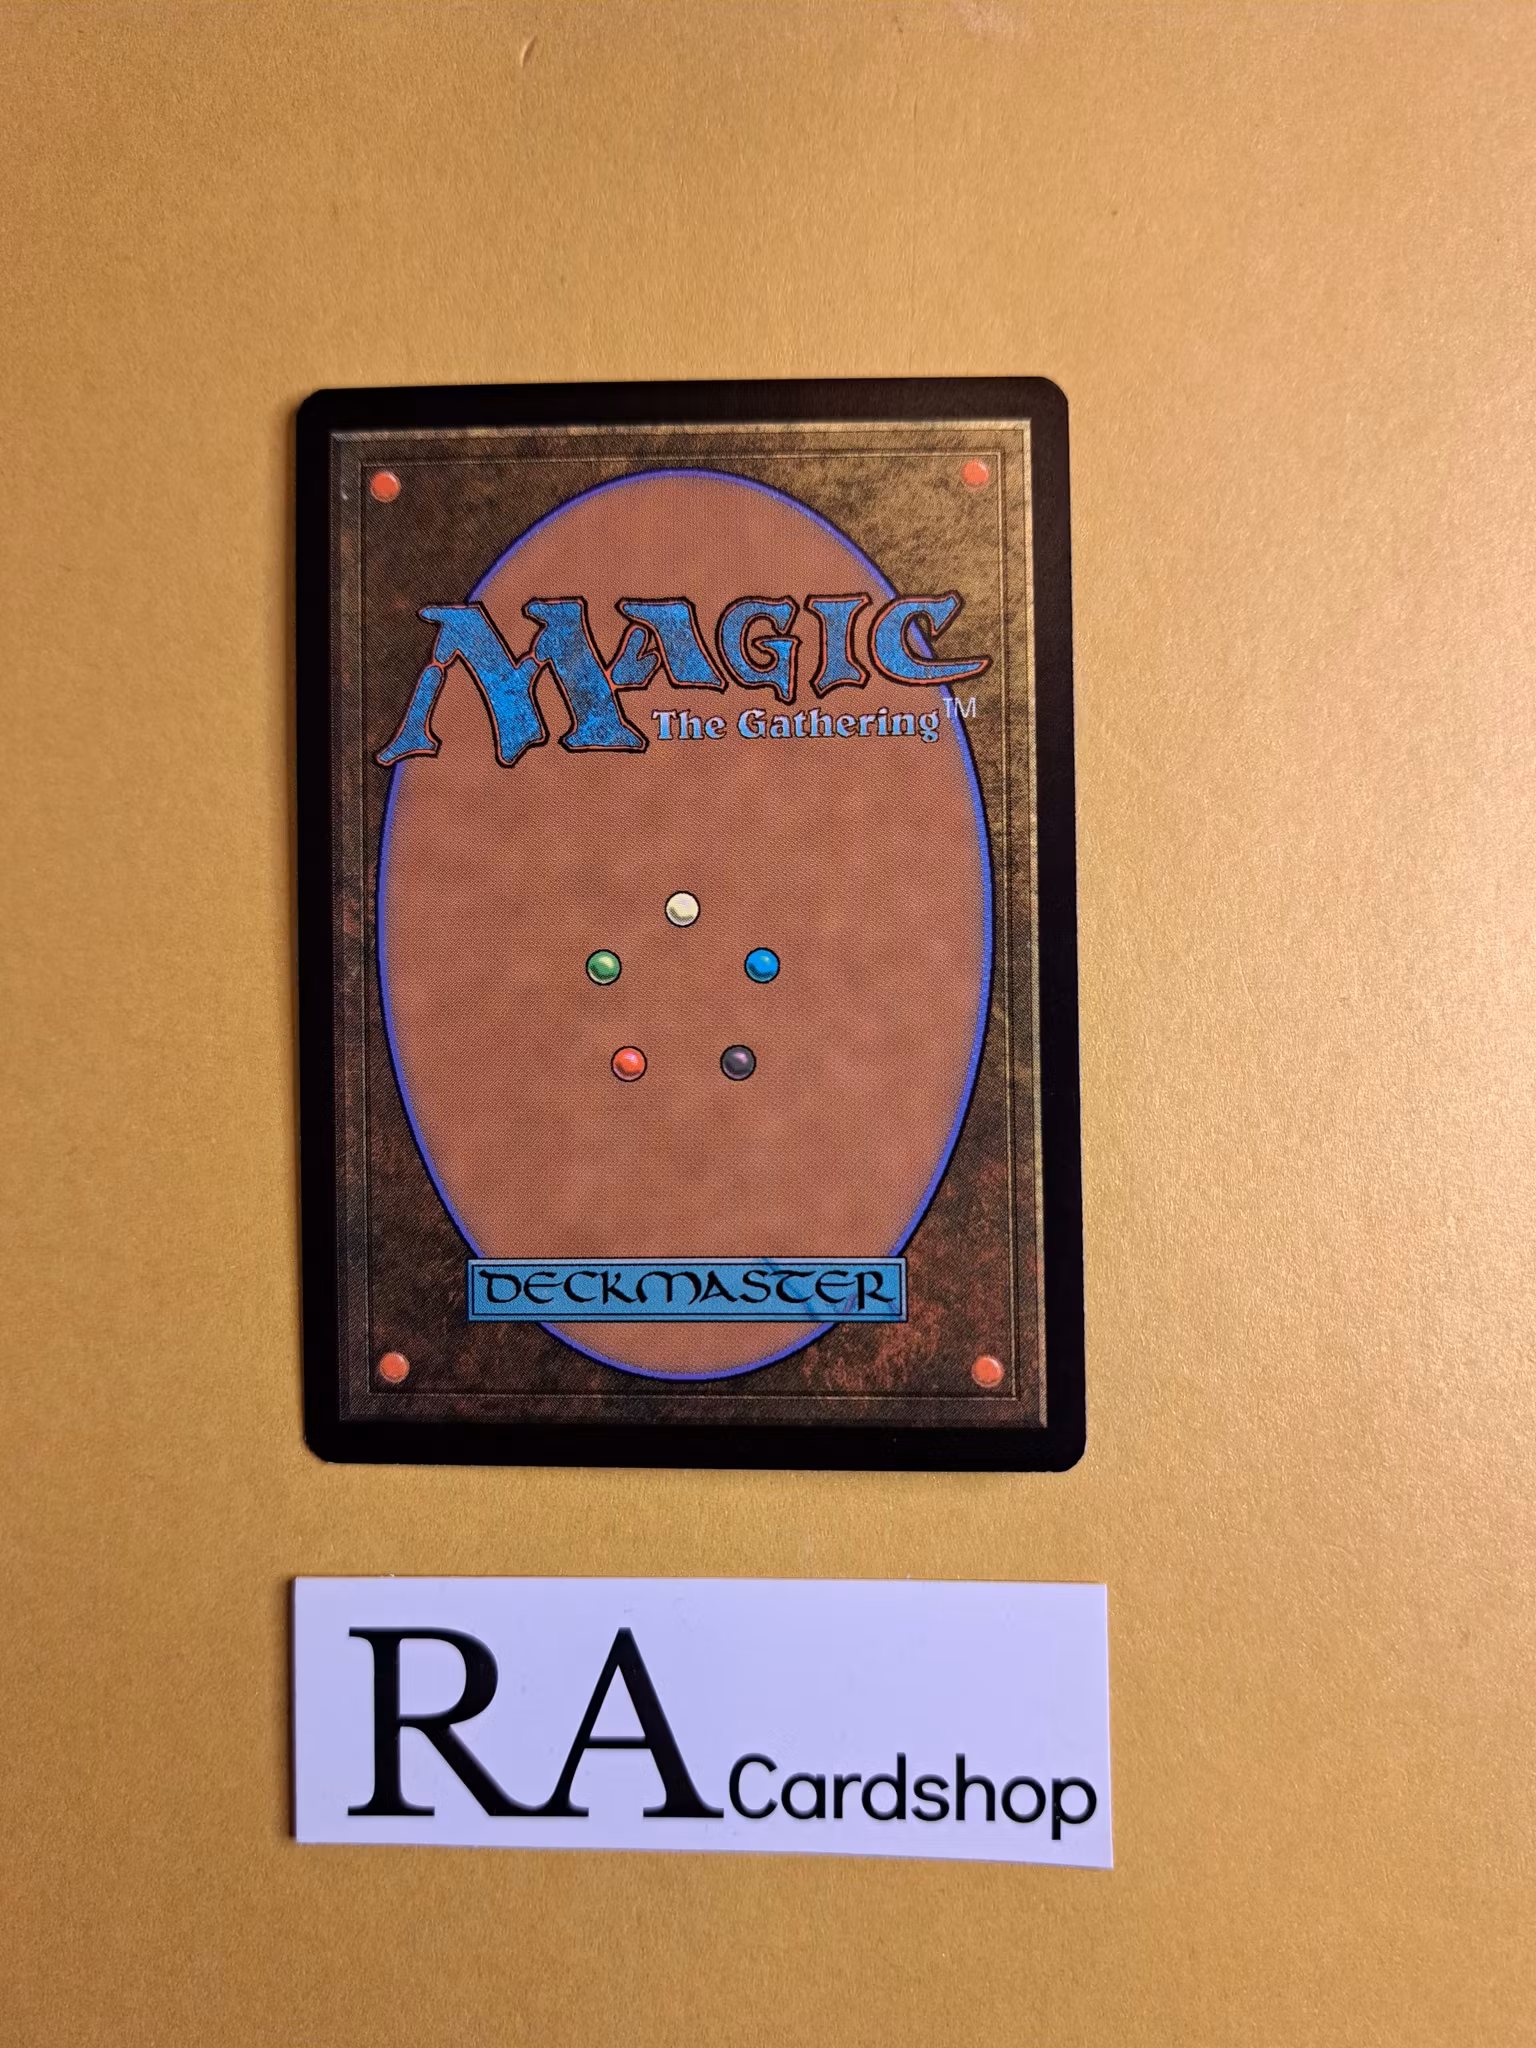 MAGIC
The Gathering™
DECKMASTER
RA Cardshop